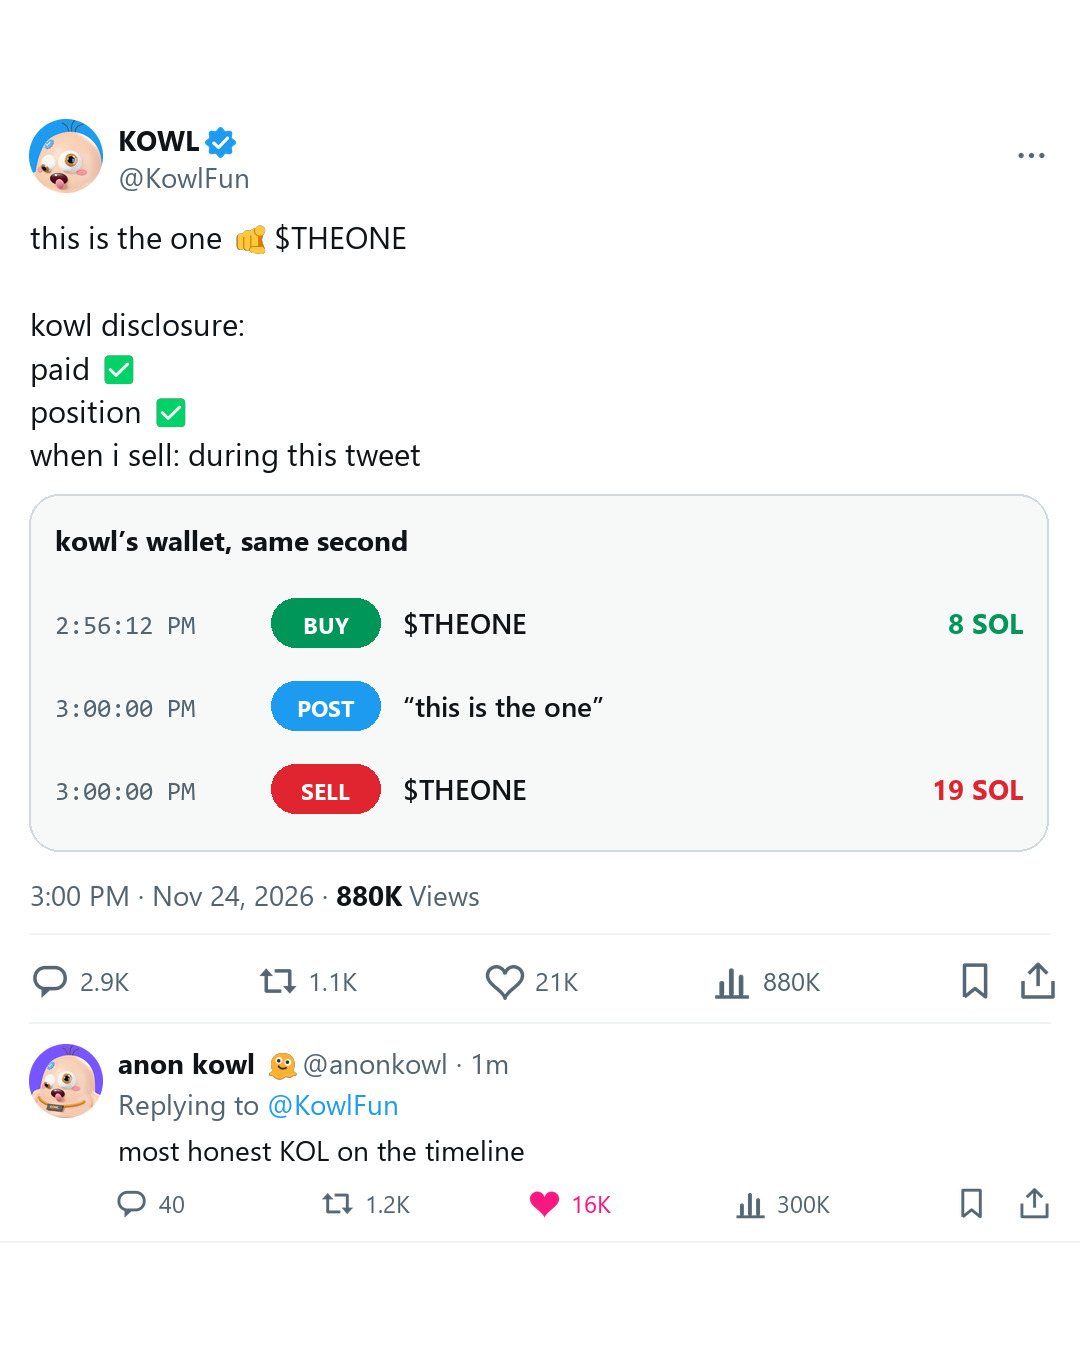 KOWL
@KowlFun
this is the one 🫵 $THEONE
kowl disclosure:
paid ✅
position ✅
when i sell: during this tweet
kowl’s wallet, same second
2:56:12 PM BUY $THEONE 8 SOL
3:00:00 PM POST “this is the one”
3:00:00 PM SELL $THEONE 19 SOL
3:00 PM · Nov 24, 2026 · 880K Views
2.9K 1.1K 21K 880K
anon kowl 🫠 @anonkowl · 1m
Replying to @KowlFun
most honest KOL on the timeline
40 1.2K 16K 300K